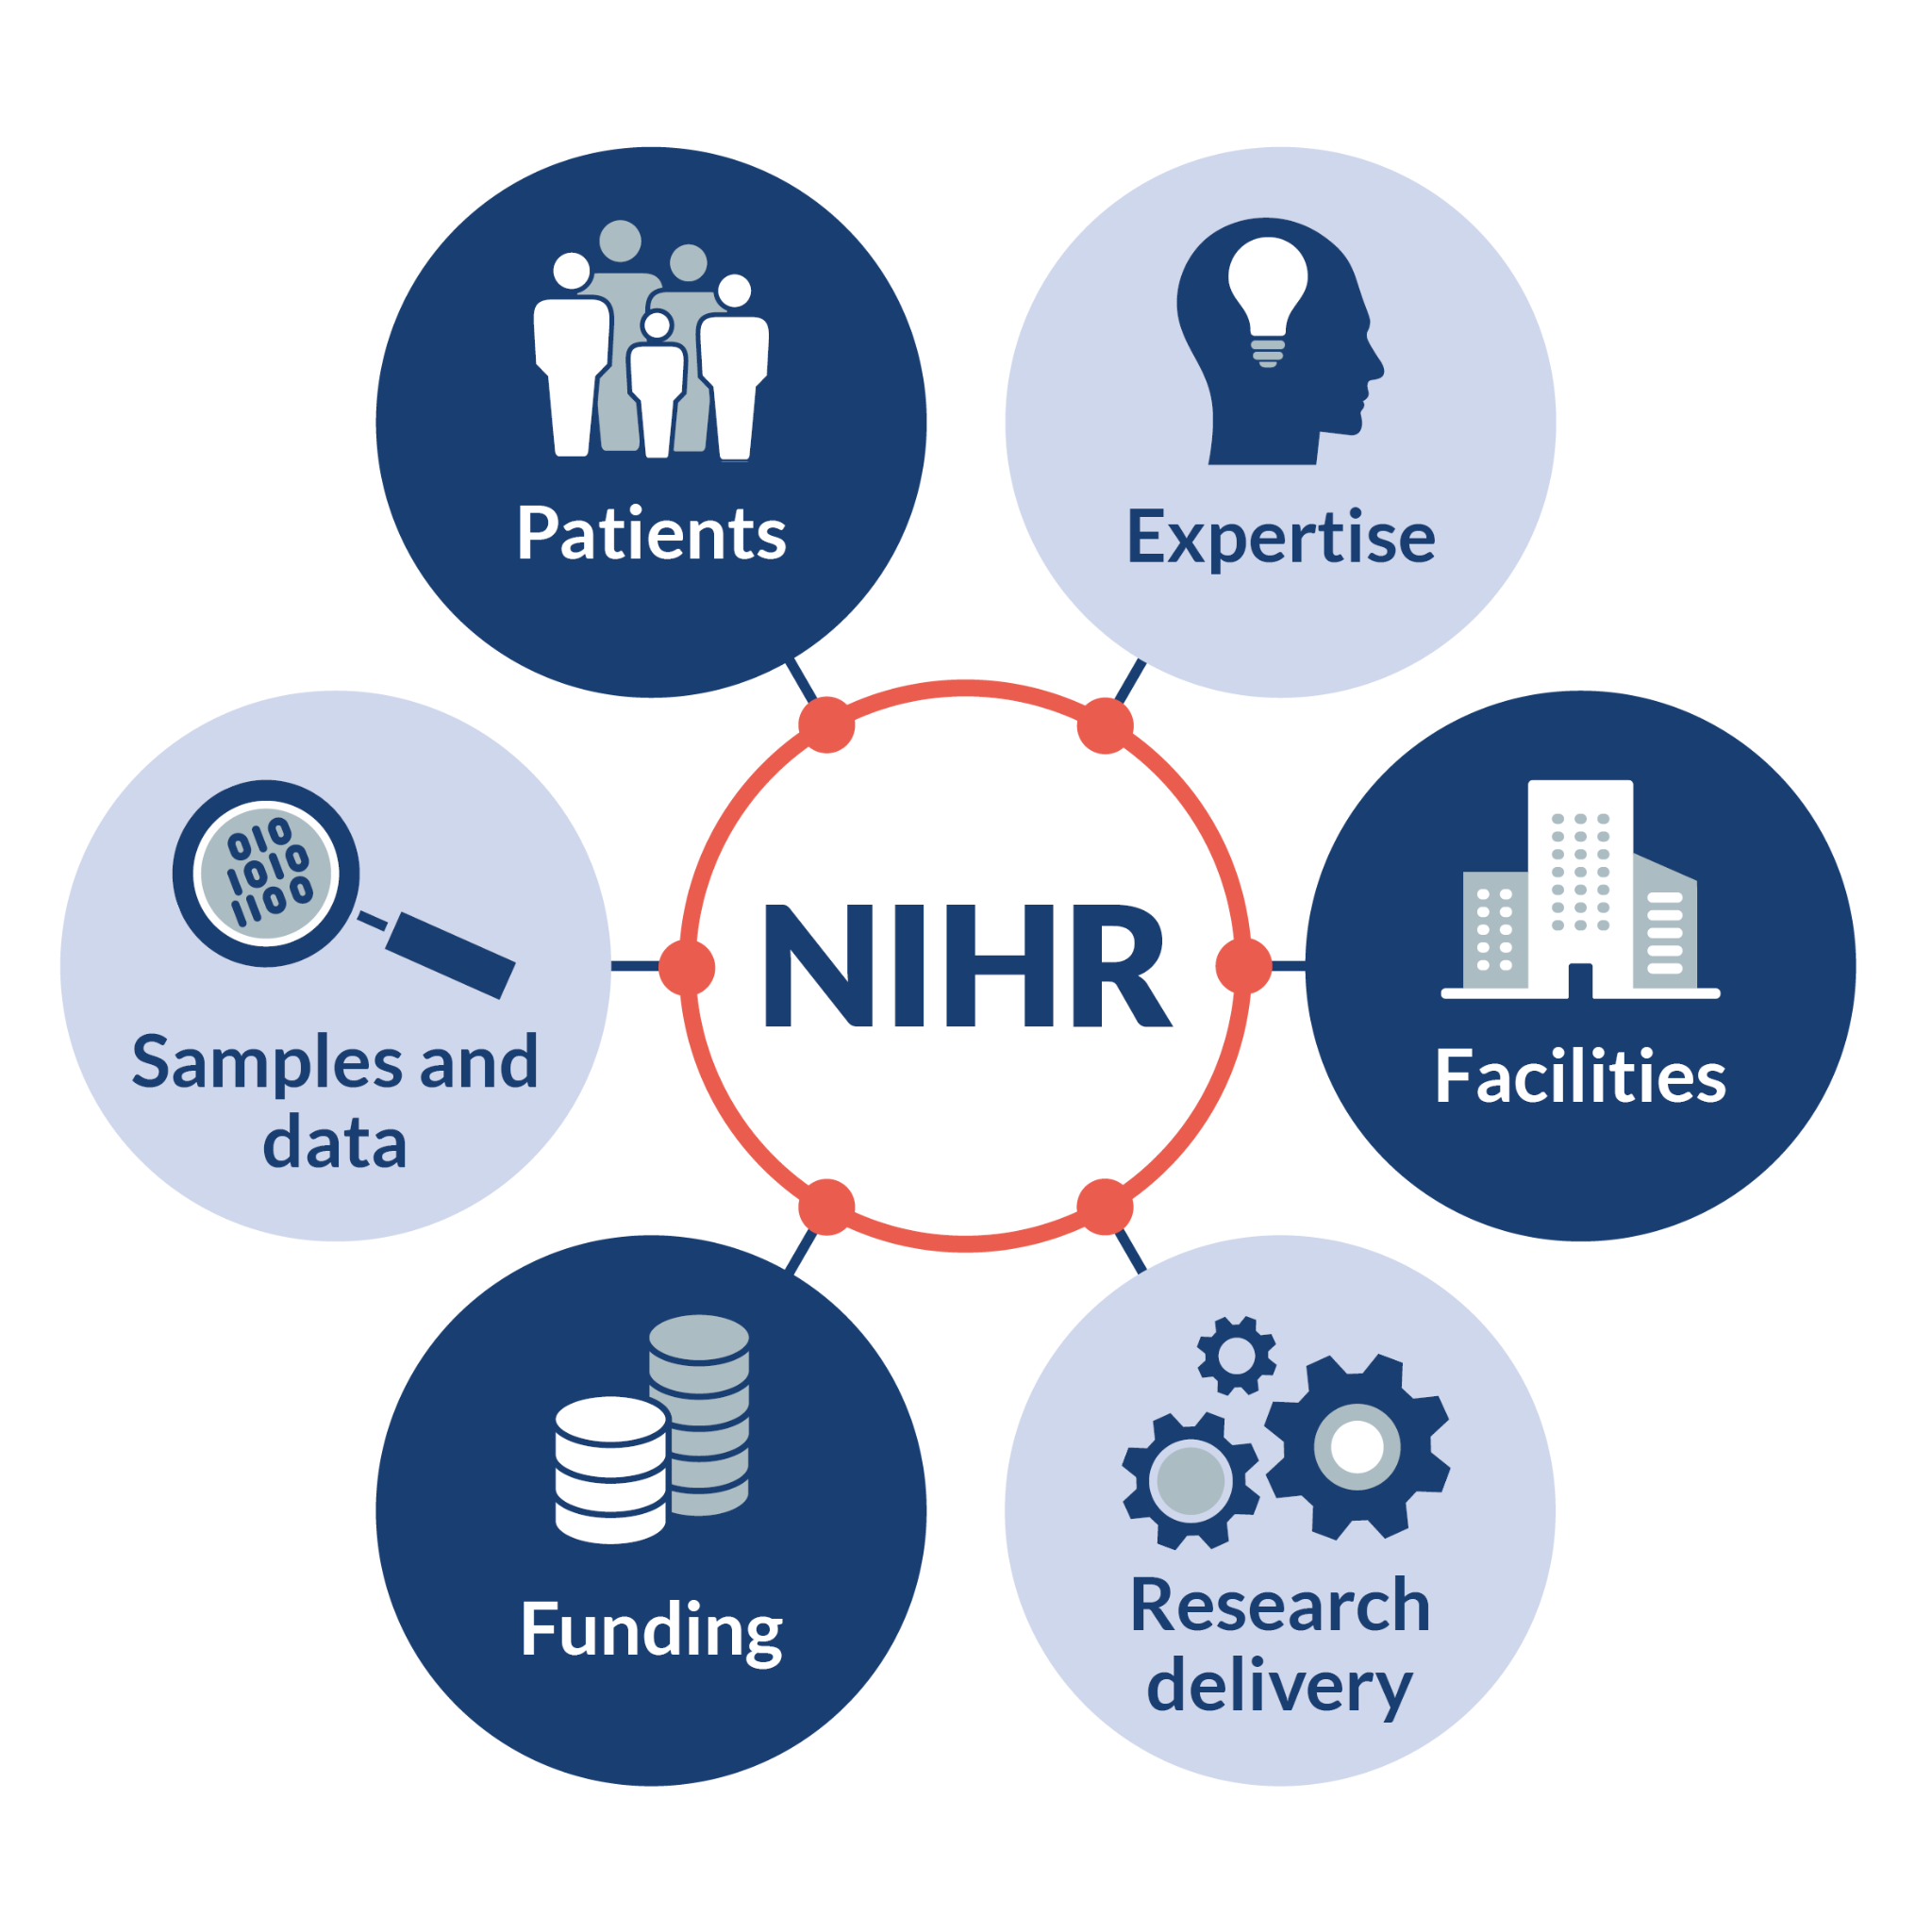 Patients
Expertise
Samples and
data
NIHR
Facilities
Funding
Research
delivery